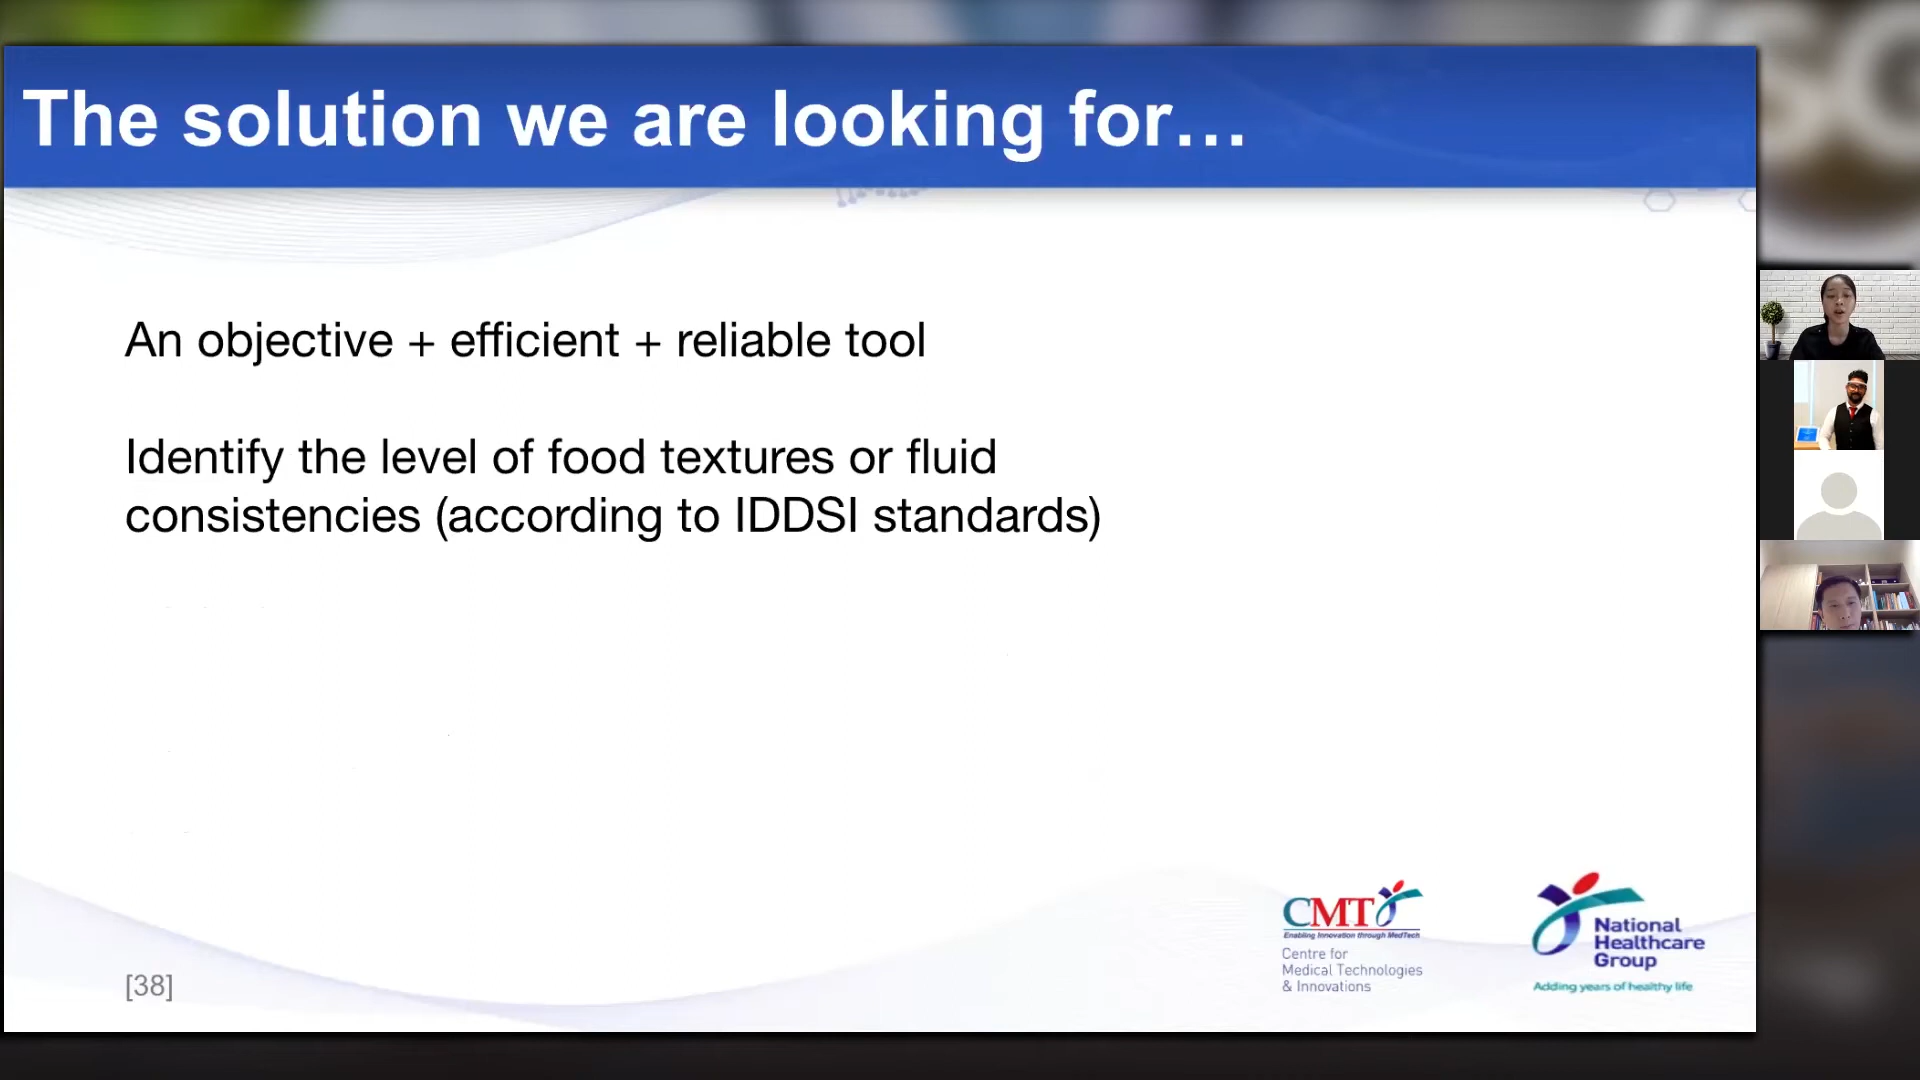 The solution we are looking for…
An objective + efficient + reliable tool
Identify the level of food textures or fluid
consistencies (according to IDDSI standards)
[38]
CMTi
Enabling Innovation through MedTech
Centre for
Medical Technologies
& Innovations
National
Healthcare
Group
Adding years of healthy life